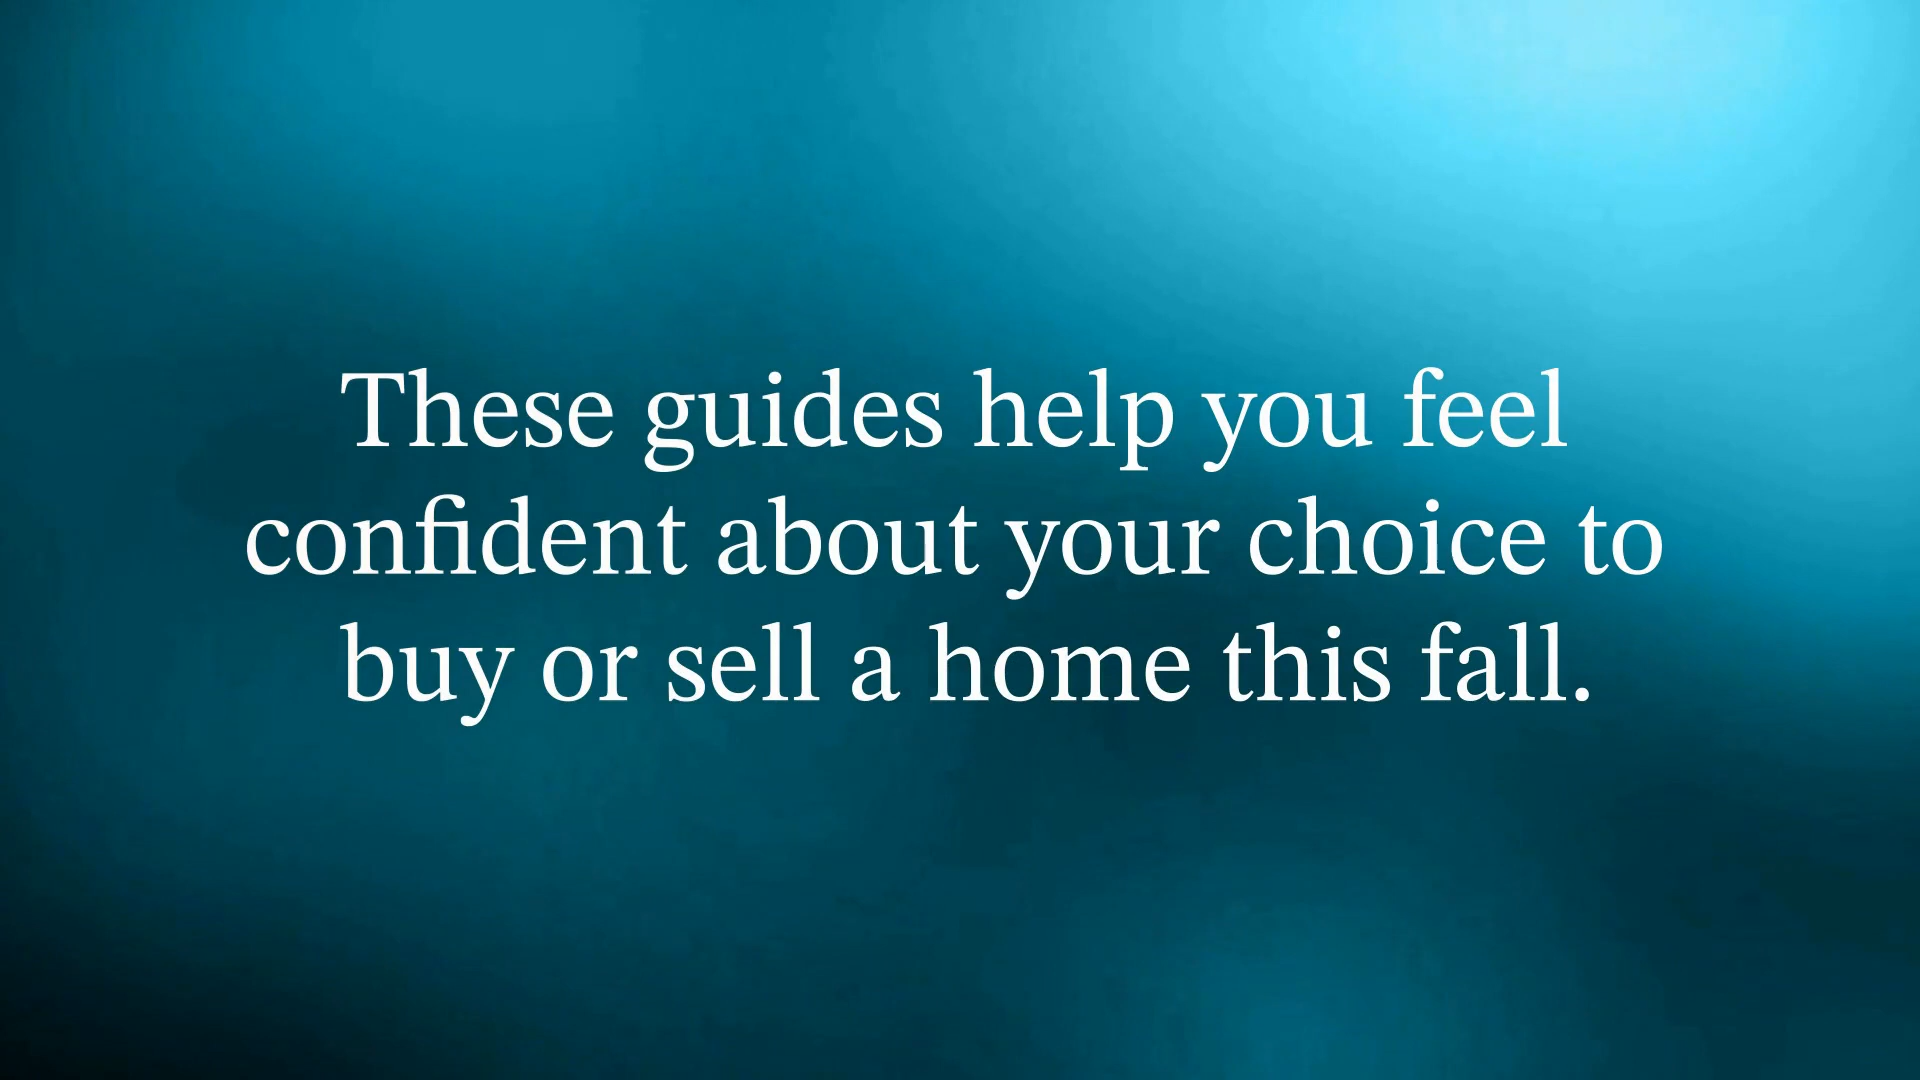 These guides help you feel
confident about your choice to
buy or sell a home this fall.